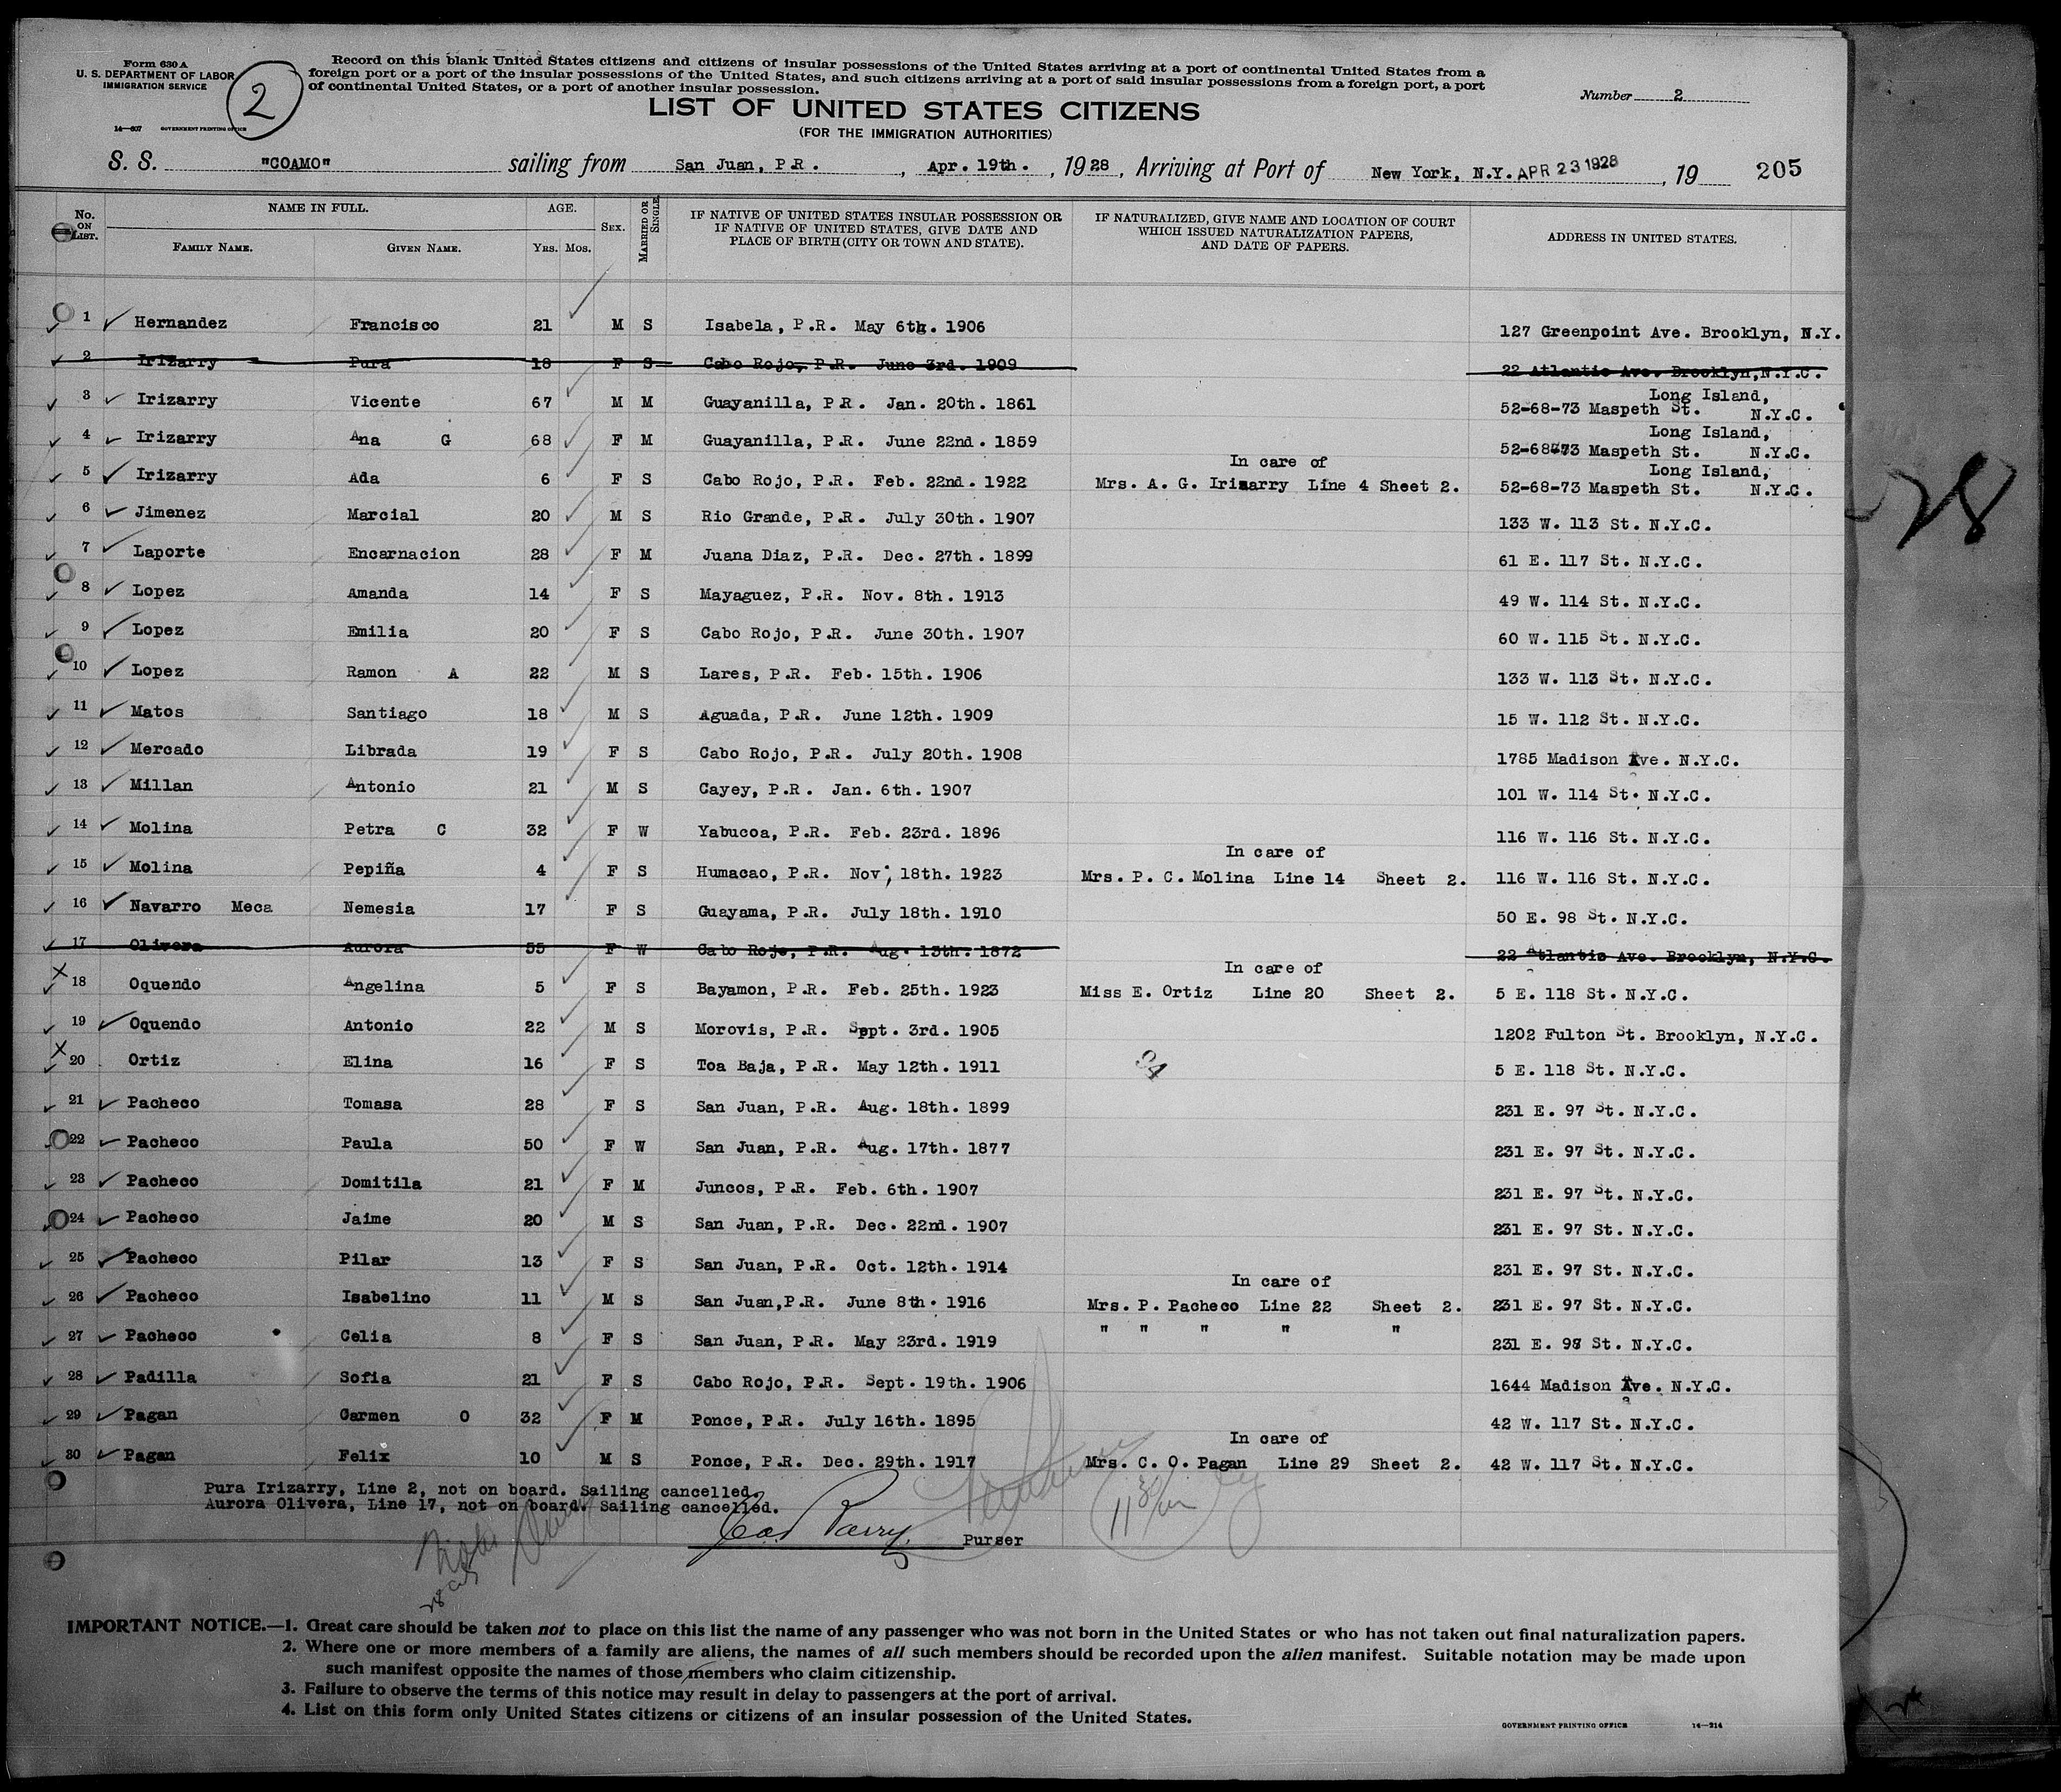 Form 630 A
U. S. DEPARTMENT OF LABOR
IMMIGRATION SERVICE
2
14—607 GOVERNMENT PRINTING OFFICE
Record on this blank United States citizens and citizens of insular possessions of the United States arriving at a port of continental United States from a
foreign port or a port of the insular possessions of the United States, and such citizens arriving at a port of said insular possessions from a foreign port, a port
of continental United States, or a port of another insular possession.
Number 2
LIST OF UNITED STATES CITIZENS
(FOR THE IMMIGRATION AUTHORITIES)
S. S. "COAMO" sailing from San Juan, P.R. , Apr. 19th. , 1928 , Arriving at Port of New York, N.Y. APR 23 1928 , 19 205
No. ON LIST. NAME IN FULL. FAMILY NAME. GIVEN NAME. AGE. YRS. MOS. SEX. MARRIED OR SINGLE. IF NATIVE OF UNITED STATES INSULAR POSSESSION OR IF NATIVE OF UNITED STATES, GIVE DATE AND PLACE OF BIRTH (CITY OR TOWN AND STATE). IF NATURALIZED, GIVE NAME AND LOCATION OF COURT WHICH ISSUED NATURALIZATION PAPERS, AND DATE OF PAPERS. ADDRESS IN UNITED STATES.
1 Hernandez Francisco 21 M S Isabela, P.R. May 6th. 1906 127 Greenpoint Ave. Brooklyn, N.Y.
2 Irizarry Pura 18 F S Cabo Rojo, P.R. June 3rd. 1909 22 Atlantic Ave. Brooklyn,N.Y.C.
3 Irizarry Vicente 67 M M Guayanilla, P.R. Jan. 20th. 1861 52-68-73 Maspeth St. Long Island, N.Y.C.
4 Irizarry Ana G 68 F M Guayanilla, P.R. June 22nd. 1859 52-68-73 Maspeth St. Long Island, N.Y.C.
5 Irizarry Ada 6 F S Cabo Rojo, P.R. Feb. 22nd. 1922 In care of Mrs. A. G. Irizarry Line 4 Sheet 2. 52-68-73 Maspeth St. Long Island, N.Y.C.
6 Jimenez Marcial 20 M S Rio Grande, P.R. July 30th. 1907 133 W. 113 St. N.Y.C.
7 Laporte Encarnacion 28 F M Juana Diaz, P.R. Dec. 27th. 1899 61 E. 117 St. N.Y.C.
8 Lopez Amanda 14 F S Mayaguez, P.R. Nov. 8th. 1913 49 W. 114 St. N.Y.C.
9 Lopez Emilia 20 F S Cabo Rojo, P.R. June 30th. 1907 60 W. 115 St. N.Y.C.
10 Lopez Ramon A 22 M S Lares, P.R. Feb. 15th. 1906 133 W. 113 St. N.Y.C.
11 Matos Santiago 18 M S Aguada, P.R. June 12th. 1909 15 W. 112 St. N.Y.C.
12 Mercado Librada 19 F S Cabo Rojo, P.R. July 20th. 1908 1785 Madison Ave. N.Y.C.
13 Millan Antonio 21 M S Cayey, P.R. Jan. 6th. 1907 101 W. 114 St. N.Y.C.
14 Molina Petra C 32 F W Yabucoa, P.R. Feb. 23rd. 1896 116 W. 116 St. N.Y.C.
15 Molina Pepiña 4 F S Humacao, P.R. Nov. 18th. 1923 In care of Mrs. P. C. Molina Line 14 Sheet 2. 116 W. 116 St. N.Y.C.
16 Navarro Meca Nemesia 17 F S Guayama, P.R. July 18th. 1910 50 E. 98 St. N.Y.C.
17 Olivera Aurora 55 F W Cabo Rojo, P.R. Aug. 15th. 1872 22 Atlantic Ave. Brooklyn, N.Y.C.
18 Oquendo Angelina 5 F S Bayamon, P.R. Feb. 25th. 1923 In care of Miss E. Ortiz Line 20 Sheet 2. 5 E. 118 St. N.Y.C.
19 Oquendo Antonio 22 M S Morovis, P.R. Sept. 3rd. 1905 1202 Fulton St. Brooklyn, N.Y.C.
20 Ortiz Elina 16 F S Toa Baja, P.R. May 12th. 1911 5 E. 118 St. N.Y.C.
21 Pacheco Tomasa 28 F S San Juan, P.R. Aug. 18th. 1899 231 E. 97 St. N.Y.C.
22 Pacheco Paula 50 F W San Juan, P.R. Aug. 17th. 1877 231 E. 97 St. N.Y.C.
23 Pacheco Domitila 21 F M Juncos, P.R. Feb. 6th. 1907 231 E. 97 St. N.Y.C.
24 Pacheco Jaime 20 M S San Juan, P.R. Dec. 22nd. 1907 231 E. 97 St. N.Y.C.
25 Pacheco Pilar 13 F S San Juan, P.R. Oct. 12th. 1914 231 E. 97 St. N.Y.C.
26 Pacheco Isabelino 11 M S San Juan,P.R. June 8th. 1916 In care of Mrs. P. Pacheco Line 22 Sheet 2. 231 E. 97 St. N.Y.C.
27 Pacheco Celia 8 F S San Juan, P.R. May 23rd. 1919 " " " " " 231 E. 98 St. N.Y.C.
28 Padilla Sofia 21 F S Cabo Rojo, P.R. Sept. 19th. 1906 1644 Madison Ave. N.Y.C.
29 Pagan Carmen O 32 F M Ponce, P.R. July 16th. 1895 42 W. 117 St. N.Y.C.
30 Pagan Felix 10 M S Ponce, P.R. Dec. 29th. 1917 In care of Mrs. C. O. Pagan Line 29 Sheet 2. 42 W. 117 St. N.Y.C.
Pura Irizarry, Line 2, not on board. Sailing cancelled.
Aurora Olivera, Line 17, not on board. Sailing cancelled.
Purser
28
IMPORTANT NOTICE.—1. Great care should be taken not to place on this list the name of any passenger who was not born in the United States or who has not taken out final naturalization papers.
2. Where one or more members of a family are aliens, the names of all such members should be recorded upon the alien manifest. Suitable notation may be made upon
such manifest opposite the names of those members who claim citizenship.
3. Failure to observe the terms of this notice may result in delay to passengers at the port of arrival.
4. List on this form only United States citizens or citizens of an insular possession of the United States.
GOVERNMENT PRINTING OFFICE 14—214